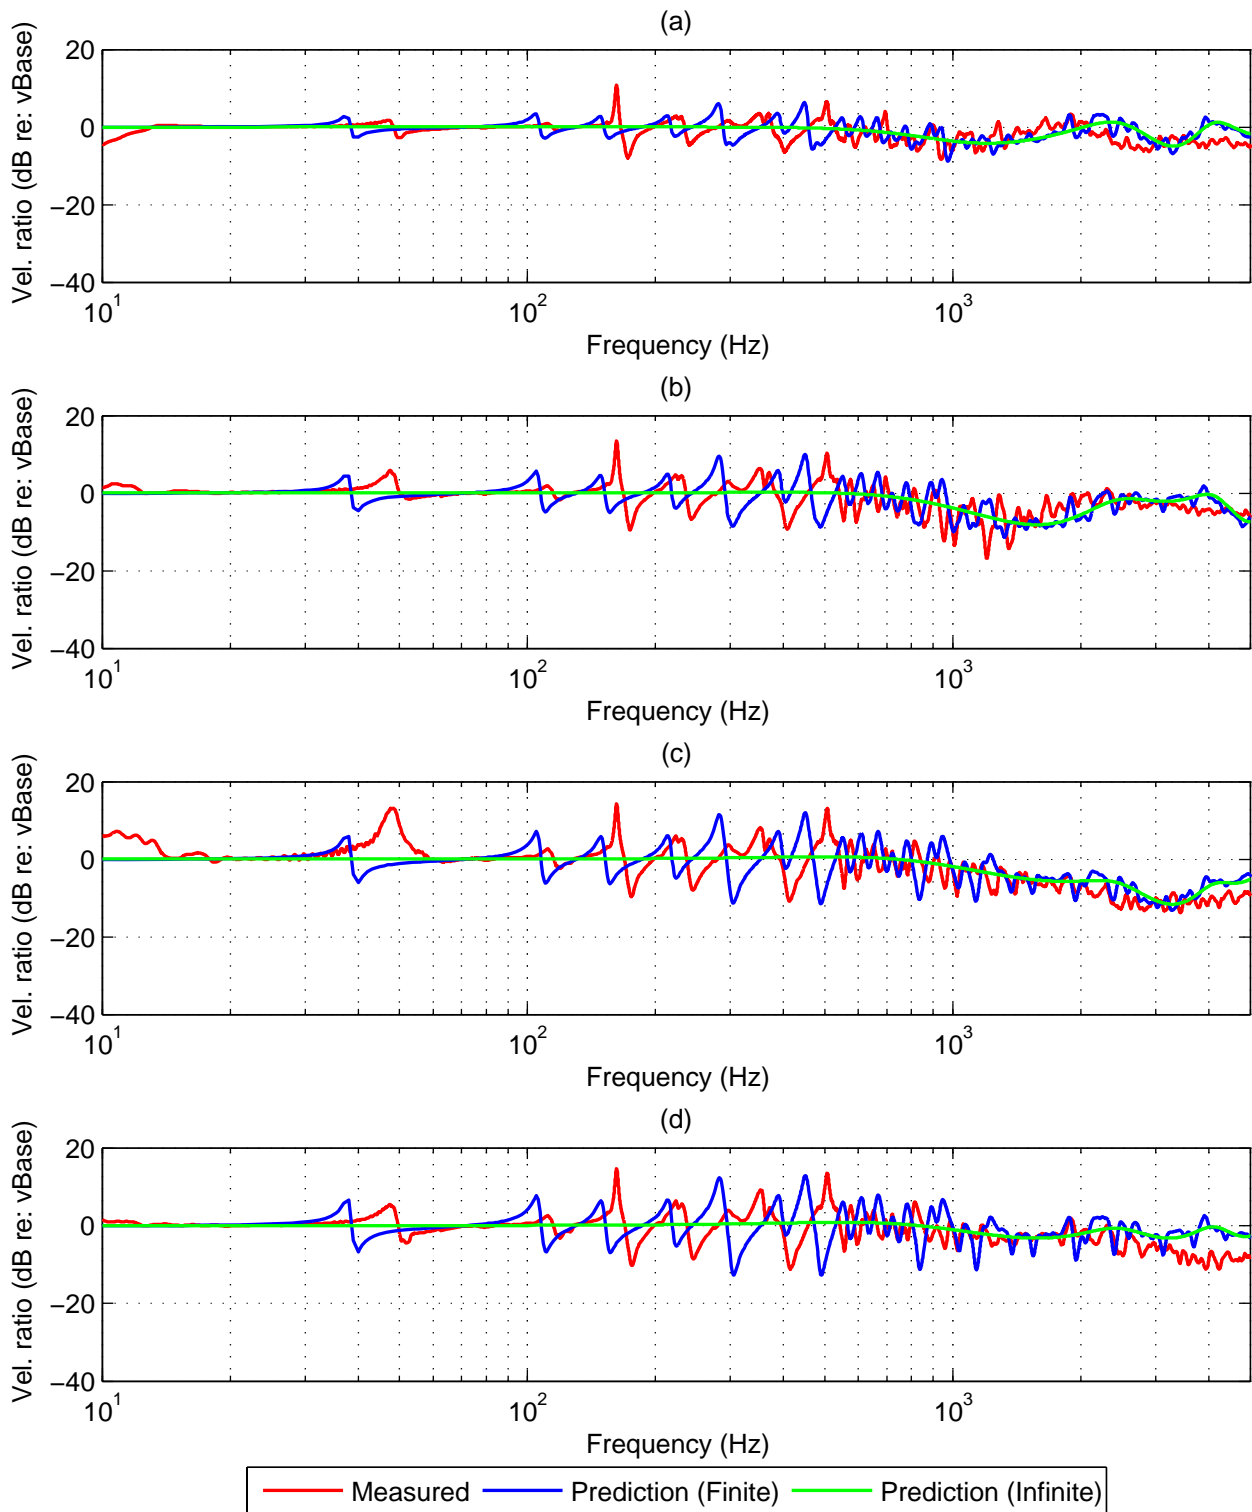 (a)
Vel. ratio (dB re: vBase)
20
0
−20
−40
10^1
10^2
10^3
Frequency (Hz)
(b)
Vel. ratio (dB re: vBase)
20
0
−20
−40
10^1
10^2
10^3
Frequency (Hz)
(c)
Vel. ratio (dB re: vBase)
20
0
−20
−40
10^1
10^2
10^3
Frequency (Hz)
(d)
Vel. ratio (dB re: vBase)
20
0
−20
−40
10^1
10^2
10^3
Frequency (Hz)
Measured Prediction (Finite) Prediction (Infinite)